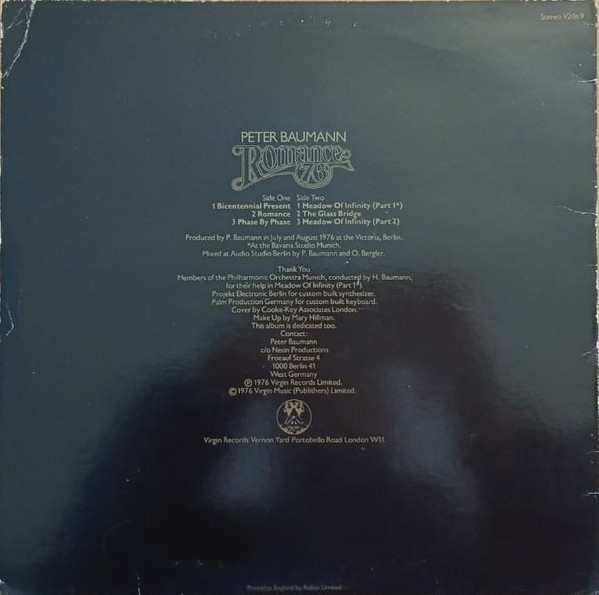 Stereo V2069
PETER BAUMANN
Romance 76
Side One Side Two
1 Bicentennial Present 1 Meadow Of Infinity (Part 1*)
2 Romance 2 The Glass Bridge
3 Phase By Phase 3 Meadow Of Infinity (Part 2)
Produced by P. Baumann in July and August 1976 at the Victoria, Berlin.
*At the Bavaria Studio Munich.
Mixed at Audio Studio Berlin by P. Baumann and O. Bergler.
Thank You
Members of the Philharmonic Orchestra Munich, conducted by H. Baumann,
for their help in Meadow Of Infinity (Part 1*).
Projekt Electronic Berlin for custom built synthesizer.
Palm Production Germany for custom built keyboard.
Cover by Cooke-Key Associates London.
Make Up by Mary Hillman.
This album is dedicated too.
Contact:
Peter Baumann
c/o Neon Productions
Froeauf Strasse 4
1000 Berlin 41
West Germany
℗ 1976 Virgin Records Limited.
© 1976 Virgin Music (Publishers) Limited.
Virgin Records Vernon Yard Portobello Road London W11
Printed in England by Robor Limited